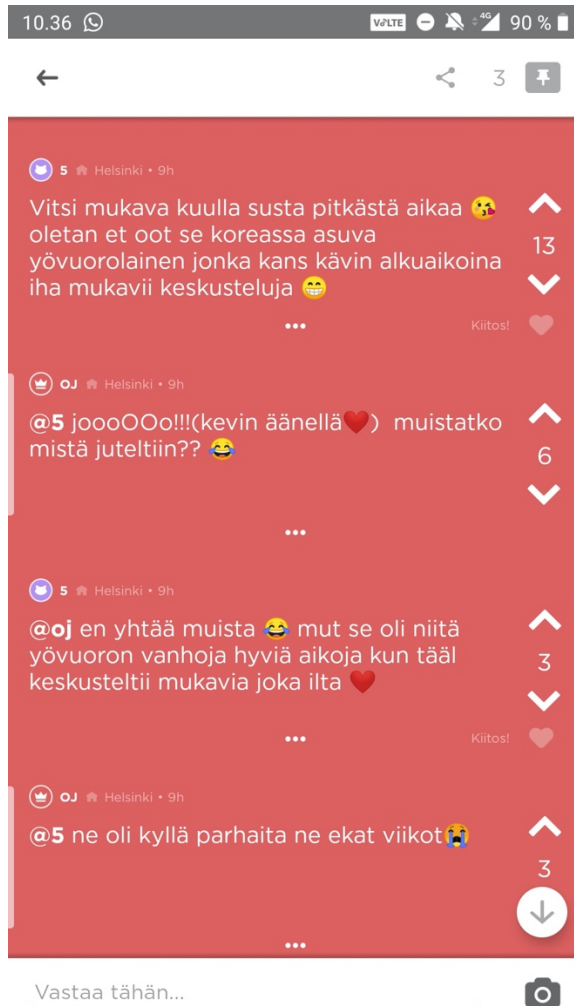 10.36 VoLTE 4G 90 %
3
5 Helsinki • 9h
Vitsi mukava kuulla susta pitkästä aikaa 😘
oletan et oot se koreassa asuva
yövuorolainen jonka kans kävin alkuaikoina
iha mukavii keskusteluja 😁
13
Kiitos!
OJ Helsinki • 9h
@5 joooOOo!!!(kevin äänellä❤️) muistatko
mistä juteltiin?? 😂
6
5 Helsinki • 9h
@oj en yhtää muista 😂 mut se oli niitä
yövuoron vanhoja hyviä aikoja kun tääl
keskusteltii mukavia joka ilta ❤️
3
Kiitos!
OJ Helsinki • 9h
@5 ne oli kyllä parhaita ne ekat viikot😭
3
Vastaa tähän...